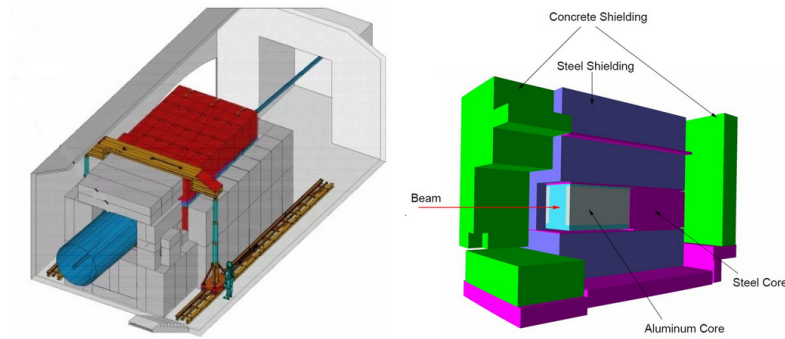 Concrete Shielding
Steel Shielding
Beam
Steel Core
Aluminum Core